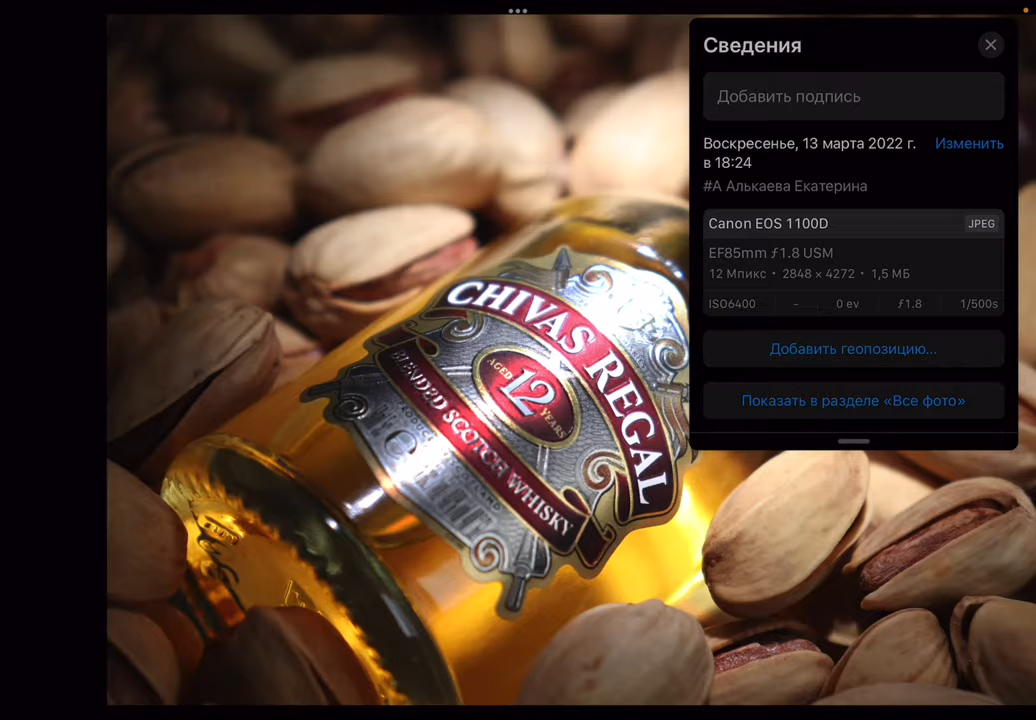 Сведения
Добавить подпись
Воскресенье, 13 марта 2022 г.
в 18:24
Изменить
#А Алькаева Екатерина
Canon EOS 1100D
JPEG
EF85mm ƒ1.8 USM
12 Мпикс • 2848 × 4272 • 1,5 МБ
ISO6400 - 0 ev ƒ1.8 1/500s
Добавить геопозицию...
Показать в разделе «Все фото»
CHIVAS REGAL
AGED
12
YEARS
BLENDED SCOTCH WHISKY